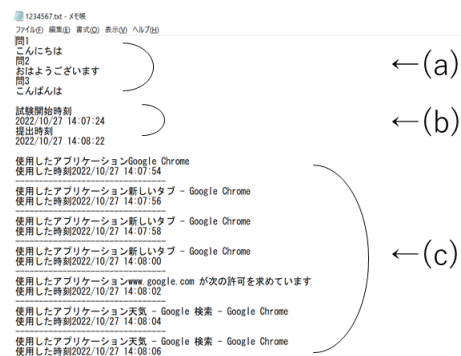 1234567.txt - メモ帳
ファイル(F) 編集(E) 書式(O) 表示(V) ヘルプ(H)
問1
こんにちは
問2
おはようございます
問3
こんばんは
←(a)
試験開始時刻
2022/10/27 14:07:24
提出時刻
2022/10/27 14:08:22
←(b)
使用したアプリケーションGoogle Chrome
使用した時刻2022/10/27 14:07:54
------------------------------
使用したアプリケーション新しいタブ - Google Chrome
使用した時刻2022/10/27 14:07:56
------------------------------
使用したアプリケーション新しいタブ - Google Chrome
使用した時刻2022/10/27 14:07:58
------------------------------
使用したアプリケーション新しいタブ - Google Chrome
使用した時刻2022/10/27 14:08:00
------------------------------
使用したアプリケーションwww.google.com が次の許可を求めています
使用した時刻2022/10/27 14:08:02
------------------------------
使用したアプリケーション天気 - Google 検索 - Google Chrome
使用した時刻2022/10/27 14:08:04
------------------------------
使用したアプリケーション天気 - Google 検索 - Google Chrome
使用した時刻2022/10/27 14:08:06
←(c)